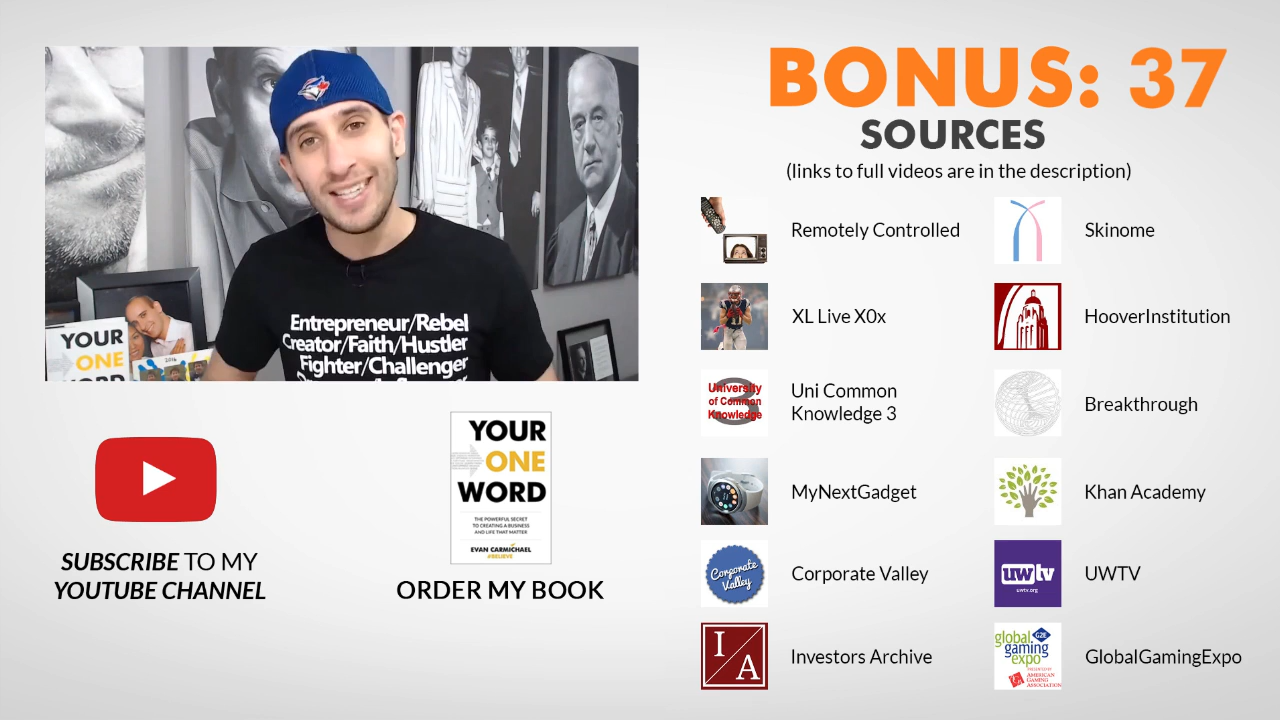 BONUS: 37
SOURCES
(links to full videos are in the description)
YOUR
ONE
WORD
Entrepreneur/Rebel
Creator/Faith/Hustler
Fighter/Challenger
YOUR
ONE
WORD
THE POWERFUL SECRET
TO CREATING A BUSINESS
AND LIFE THAT MATTER
EVAN CARMICHAEL
#BELIEVE
SUBSCRIBE TO MY
YOUTUBE CHANNEL
ORDER MY BOOK
Remotely Controlled
Skinome
XL Live X0x
HooverInstitution
3
University
of Common
Knowledge
Uni Common
Knowledge 3
Breakthrough
MyNextGadget
Khan Academy
Corporate
Valley
Corporate Valley
uw tv
uwtv.org
UWTV
I
A
Investors Archive
global
G2E
gaming
expo
AMERICAN
GAMING
ASSOCIATION
GlobalGamingExpo